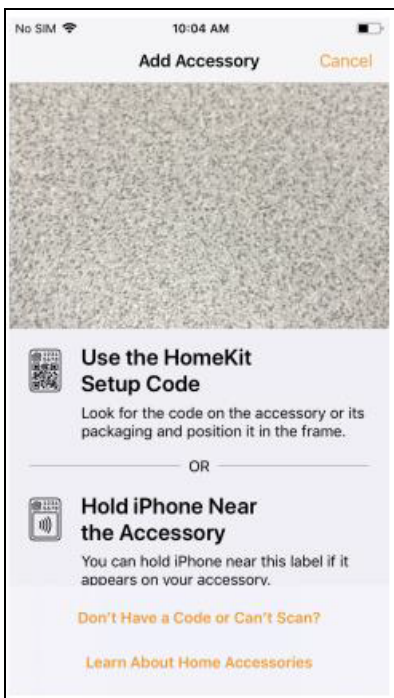 No SIM 10:04 AM
Add Accessory Cancel
Use the HomeKit
Setup Code
Look for the code on the accessory or its
packaging and position it in the frame.
OR
Hold iPhone Near
the Accessory
You can hold iPhone near this label if it
appears on your accessory.
Don't Have a Code or Can't Scan?
Learn About Home Accessories